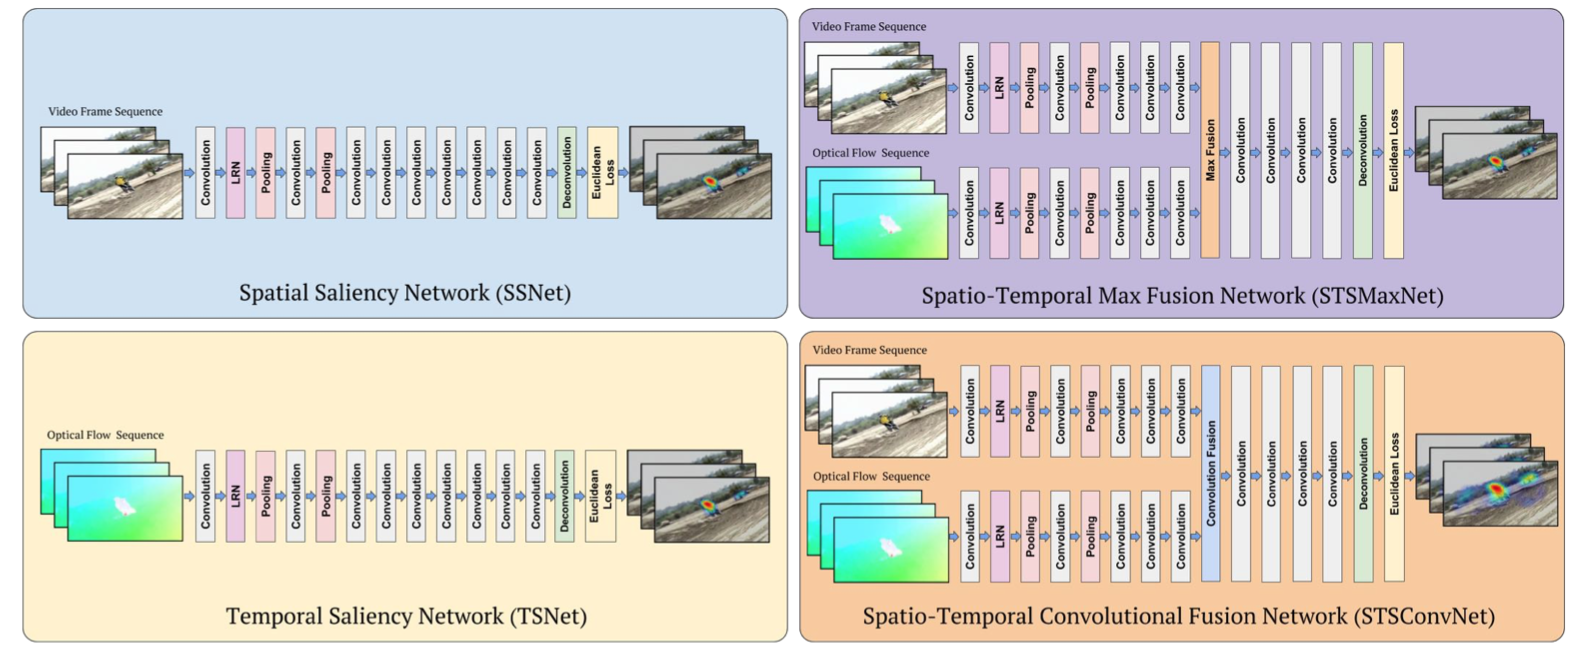 Video Frame Sequence
Convolution
LRN
Pooling
Convolution
Pooling
Convolution
Convolution
Convolution
Convolution
Convolution
Convolution
Convolution
Deconvolution
Euclidean
Loss
Spatial Saliency Network (SSNet)
Video Frame Sequence
Convolution
LRN
Pooling
Convolution
Pooling
Convolution
Convolution
Convolution
Optical Flow Sequence
Convolution
LRN
Pooling
Convolution
Pooling
Convolution
Convolution
Convolution
Max Fusion
Convolution
Convolution
Convolution
Convolution
Deconvolution
Euclidean Loss
Spatio-Temporal Max Fusion Network (STSMaxNet)
Optical Flow Sequence
Convolution
LRN
Pooling
Convolution
Pooling
Convolution
Convolution
Convolution
Convolution
Convolution
Convolution
Convolution
Deconvolution
Euclidean
Loss
Temporal Saliency Network (TSNet)
Video Frame Sequence
Convolution
LRN
Pooling
Convolution
Pooling
Convolution
Convolution
Convolution
Optical Flow Sequence
Convolution
LRN
Pooling
Convolution
Pooling
Convolution
Convolution
Convolution
Convolution Fusion
Convolution
Convolution
Convolution
Convolution
Deconvolution
Euclidean Loss
Spatio-Temporal Convolutional Fusion Network (STSConvNet)